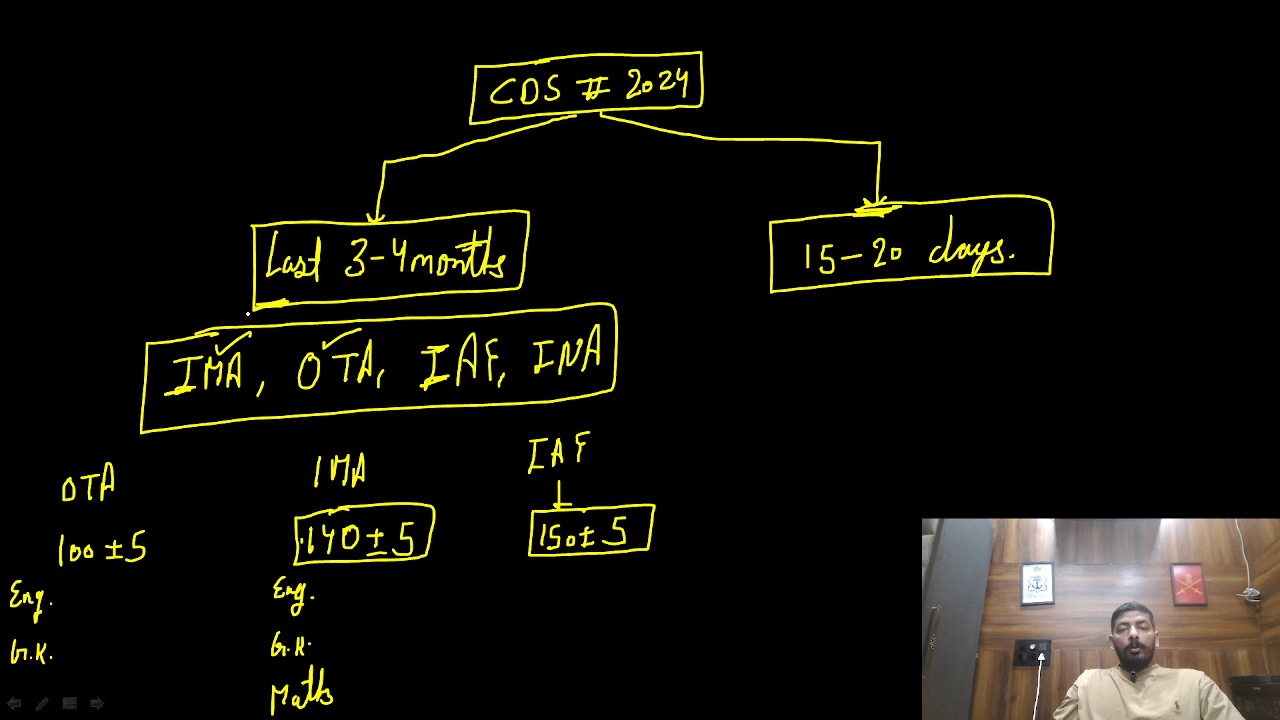 CDS # 2024
Last 3-4 months
15-20 days.
IMA, OTA, IAF, INA
OTA
IMA
IAF
100 ± 5
140 ± 5
150 ± 5
Eng.
Eng.
G.K.
G.K.
Maths